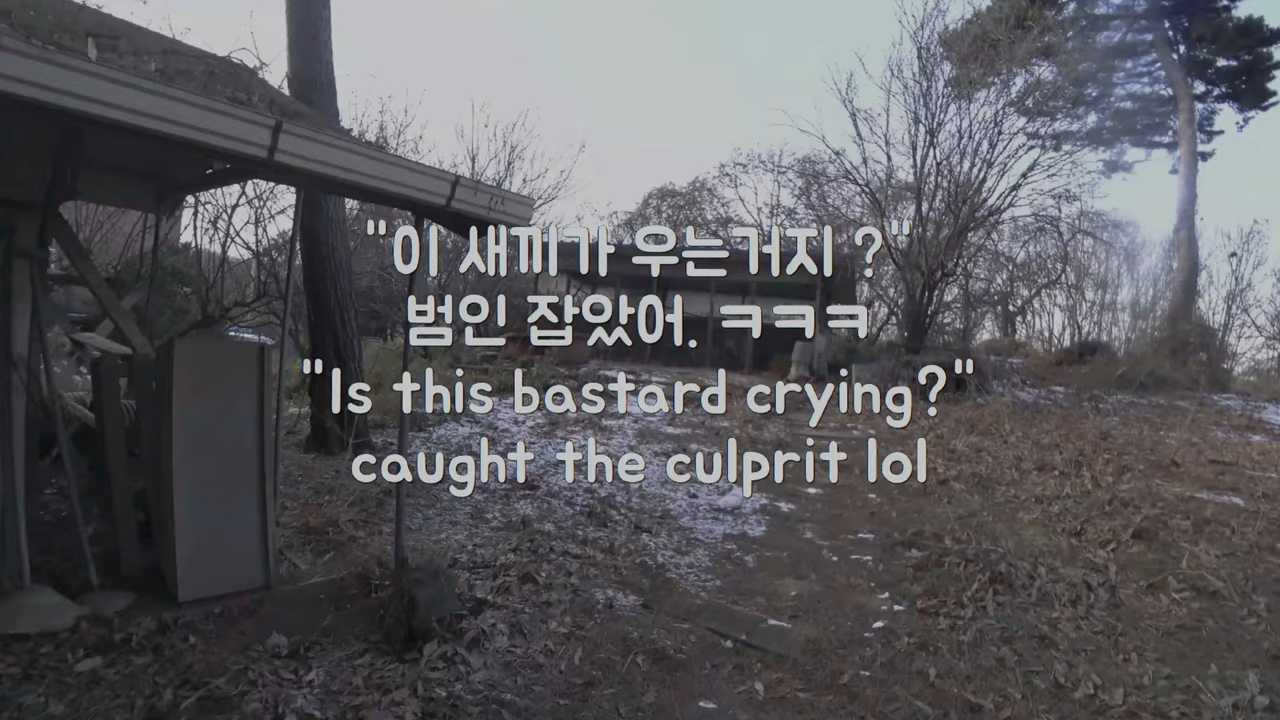 "이 새끼가 우는거지 ?"
범인 잡았어. ㅋㅋㅋ
"Is this bastard crying?"
caught the culprit lol